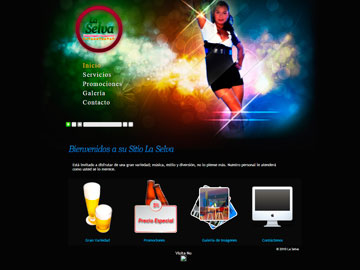 La
Selva
Inicio
Servicios
Promociones
Galeria
Contacto
Bienvenidos a su Sitio La Selva
Está invitado a disfrutar de una gran variedad; música, estilo y diversión, no lo piense más. Nuestro personal le atenderá
como usted se lo merece.
Precio Especial
Gran Variedad
Promociones
Galeria de Imagenes
Contáctenos
© 2010 La Selva
Visita No